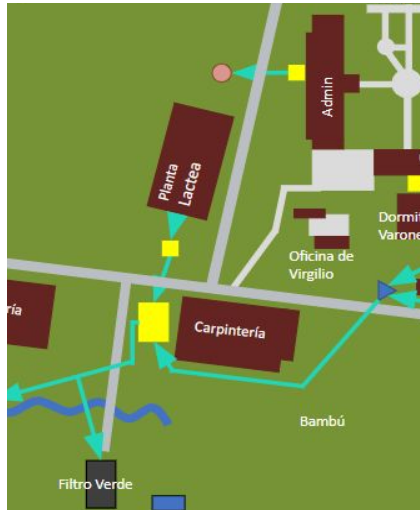 Admin
Planta
Lactea
Dormit
Varone
Oficina de
Virgilio
ría
Carpintería
Bambú
Filtro Verde